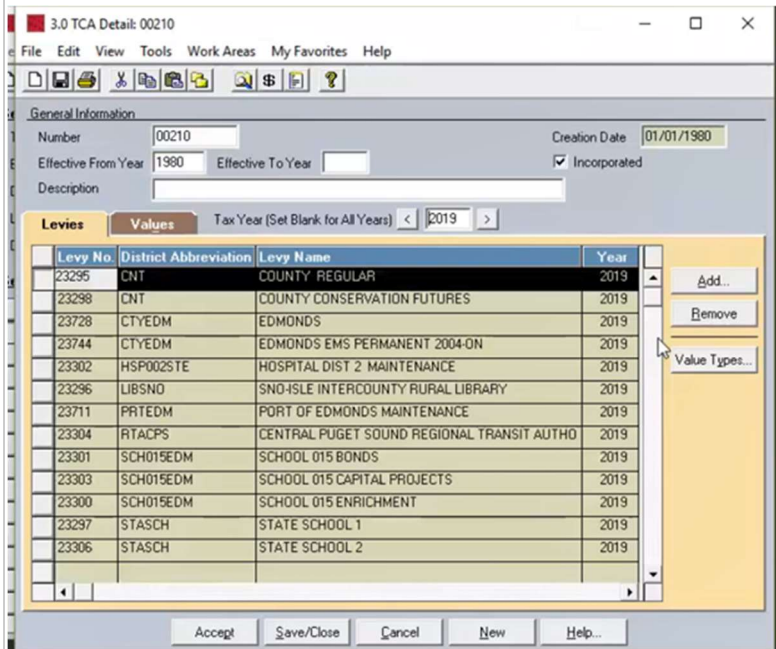 3.0 TCA Detail: 00210
File Edit View Tools Work Areas My Favorites Help
General Information
Number 00210 Creation Date 01/01/1980
Effective From Year 1980 Effective To Year Incorporated
Description
Levies Values Tax Year (Set Blank for All Years) < 2019 >
Levy No. District Abbreviation Levy Name Year
23295 CNT COUNTY REGULAR 2019 Add...
23298 CNT COUNTY CONSERVATION FUTURES 2019
23728 CTYEDM EDMONDS 2019 Remove
23744 CTYEDM EDMONDS EMS PERMANENT 2004-ON 2019
23302 HSP002STE HOSPITAL DIST 2 MAINTENANCE 2019 Value Types...
23296 LIBSNO SNO-ISLE INTERCOUNTY RURAL LIBRARY 2019
23711 PRTEDM PORT OF EDMONDS MAINTENANCE 2019
23304 RTACPS CENTRAL PUGET SOUND REGIONAL TRANSIT AUTHO 2019
23301 SCH015EDM SCHOOL 015 BONDS 2019
23303 SCH015EDM SCHOOL 015 CAPITAL PROJECTS 2019
23300 SCH015EDM SCHOOL 015 ENRICHMENT 2019
23297 STASCH STATE SCHOOL 1 2019
23306 STASCH STATE SCHOOL 2 2019
Accept Save/Close Cancel New Help...